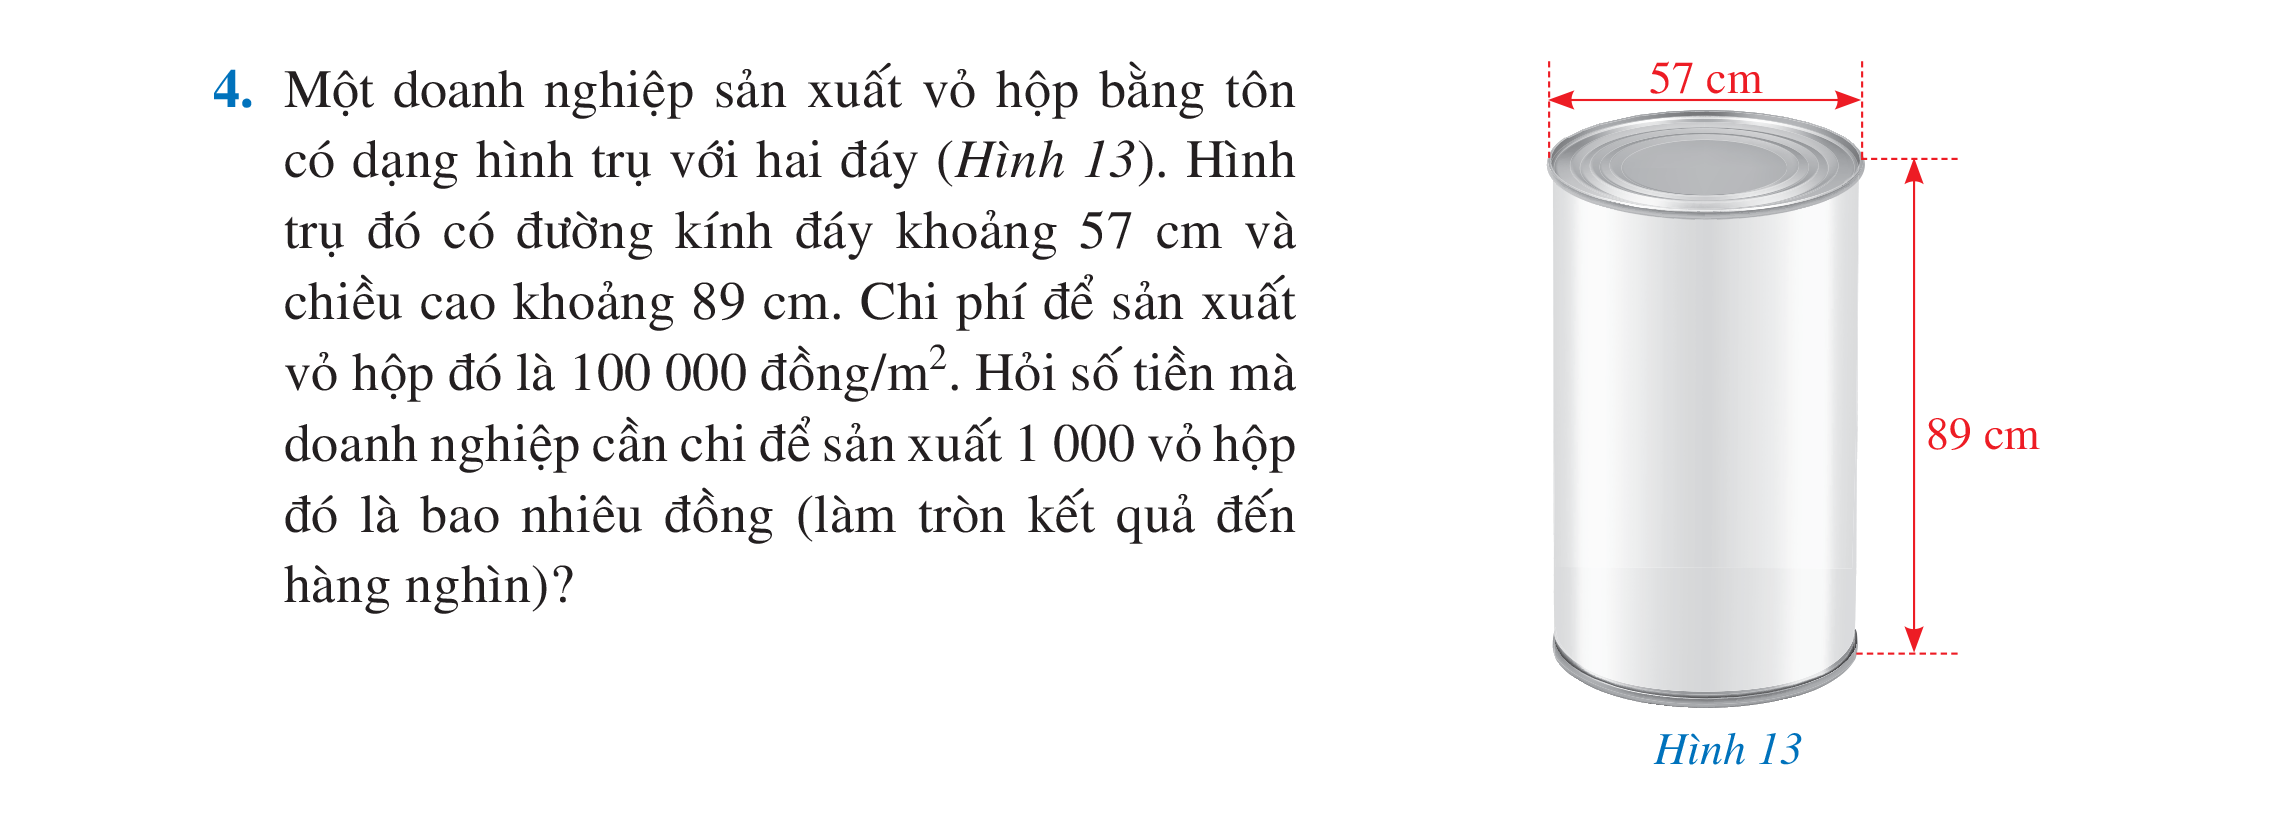 4. Một doanh nghiệp sản xuất vỏ hộp bằng tôn
có dạng hình trụ với hai đáy (Hình 13). Hình
trụ đó có đường kính đáy khoảng 57 cm và
chiều cao khoảng 89 cm. Chi phí để sản xuất
vỏ hộp đó là 100 000 đồng/m². Hỏi số tiền mà
doanh nghiệp cần chi để sản xuất 1 000 vỏ hộp
đó là bao nhiêu đồng (làm tròn kết quả đến
hàng nghìn)?
57 cm
89 cm
Hình 13